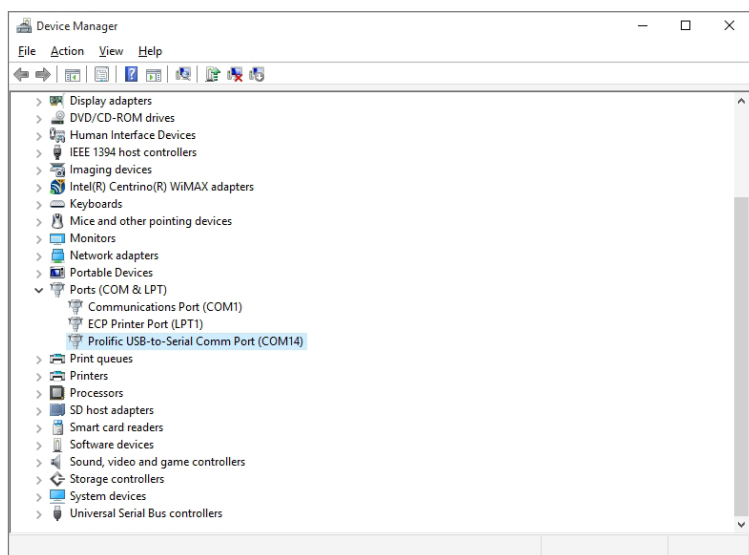 Device Manager
File Action View Help
Display adapters
DVD/CD-ROM drives
Human Interface Devices
IEEE 1394 host controllers
Imaging devices
Intel(R) Centrino(R) WiMAX adapters
Keyboards
Mice and other pointing devices
Monitors
Network adapters
Portable Devices
Ports (COM & LPT)
Communications Port (COM1)
ECP Printer Port (LPT1)
Prolific USB-to-Serial Comm Port (COM14)
Print queues
Printers
Processors
SD host adapters
Smart card readers
Software devices
Sound, video and game controllers
Storage controllers
System devices
Universal Serial Bus controllers